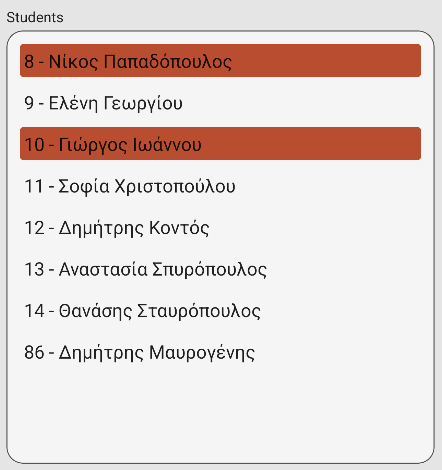 Students
8 - Νίκος Παπαδόπουλος
9 - Ελένη Γεωργίου
10 - Γιώργος Ιωάννου
11 - Σοφία Χριστοπούλου
12 - Δημήτρης Κοντός
13 - Αναστασία Σπυρόπουλος
14 - Θανάσης Σταυρόπουλος
86 - Δημήτρης Μαυρογένης